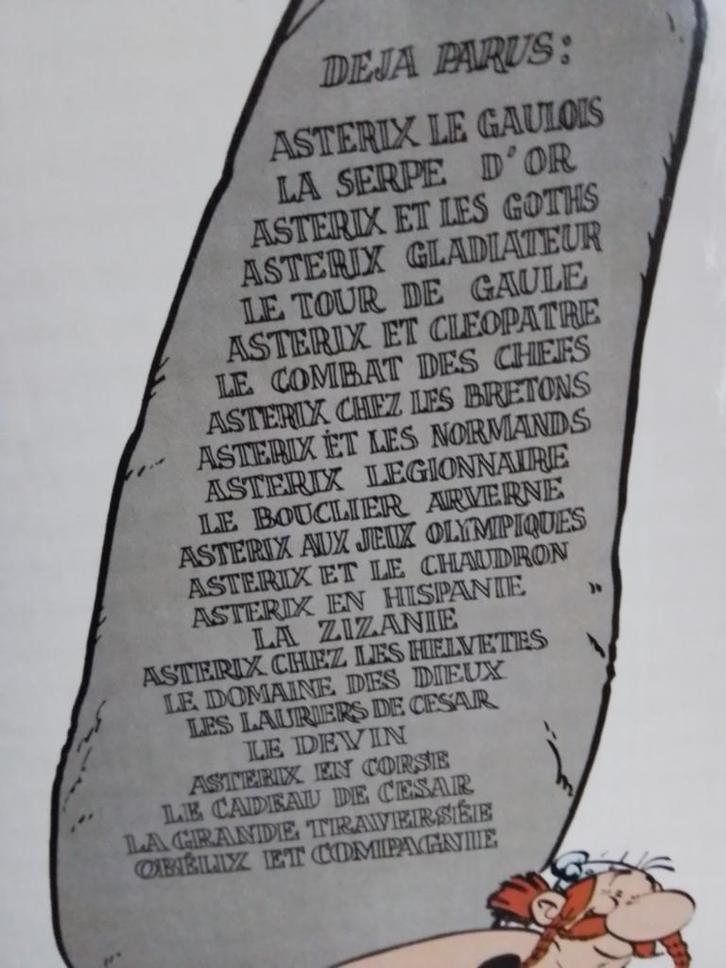 DEJA PARUS:
ASTERIX LE GAULOIS
LA SERPE D'OR
ASTERIX ET LES GOTHS
ASTERIX GLADIATEUR
LE TOUR DE GAULE
ASTERIX ET CLEOPATRE
LE COMBAT DES CHEFS
ASTERIX CHEZ LES BRETONS
ASTERIX ET LES NORMANDS
ASTERIX LEGIONNAIRE
LE BOUCLIER ARVERNE
ASTERIX AUX JEUX OLYMPIQUES
ASTERIX ET LE CHAUDRON
ASTERIX EN HISPANIE
LA ZIZANIE
ASTERIX CHEZ LES HELVETES
LE DOMAINE DES DIEUX
LES LAURIERS DE CESAR
LE DEVIN
ASTERIX EN CORSE
LE CADEAU DE CESAR
LA GRANDE TRAVERSÉE
OBÉLIX ET COMPAGNIE